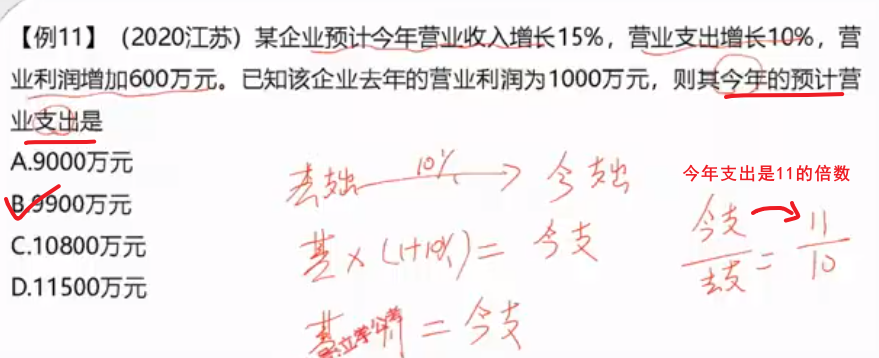 【例11】（2020江苏）某企业预计今年营业收入增长15%，营业支出增长10%，营
业利润增加600万元。已知该企业去年的营业利润为1000万元，则其今年的预计营
业支出是
A.9000万元
B.9900万元
C.10800万元
D.11500万元
去支出 10% 今支出
今年支出是11的倍数
×(1+10%)=今支
今支/去支=11/10
=今支